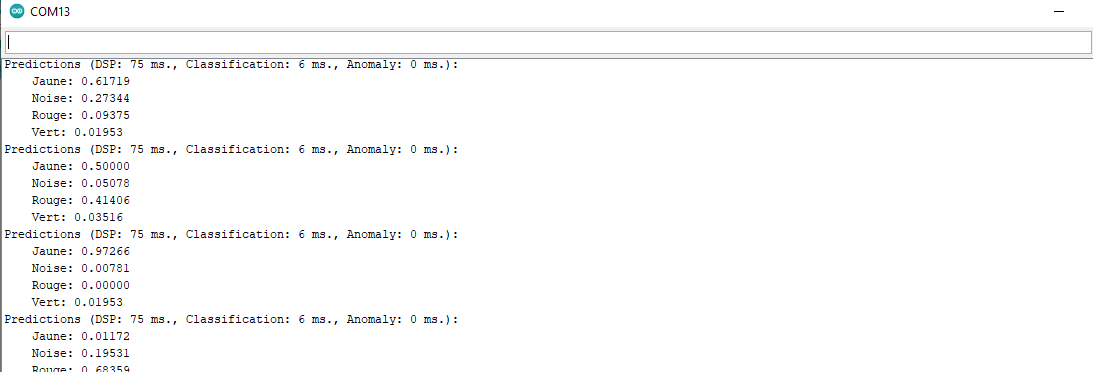 COM13
Predictions (DSP: 75 ms., Classification: 6 ms., Anomaly: 0 ms.):
Jaune: 0.61719
Noise: 0.27344
Rouge: 0.09375
Vert: 0.01953
Predictions (DSP: 75 ms., Classification: 6 ms., Anomaly: 0 ms.):
Jaune: 0.50000
Noise: 0.05078
Rouge: 0.41406
Vert: 0.03516
Predictions (DSP: 75 ms., Classification: 6 ms., Anomaly: 0 ms.):
Jaune: 0.97266
Noise: 0.00781
Rouge: 0.00000
Vert: 0.01953
Predictions (DSP: 75 ms., Classification: 6 ms., Anomaly: 0 ms.):
Jaune: 0.01172
Noise: 0.19531
Rouge: 0.68359